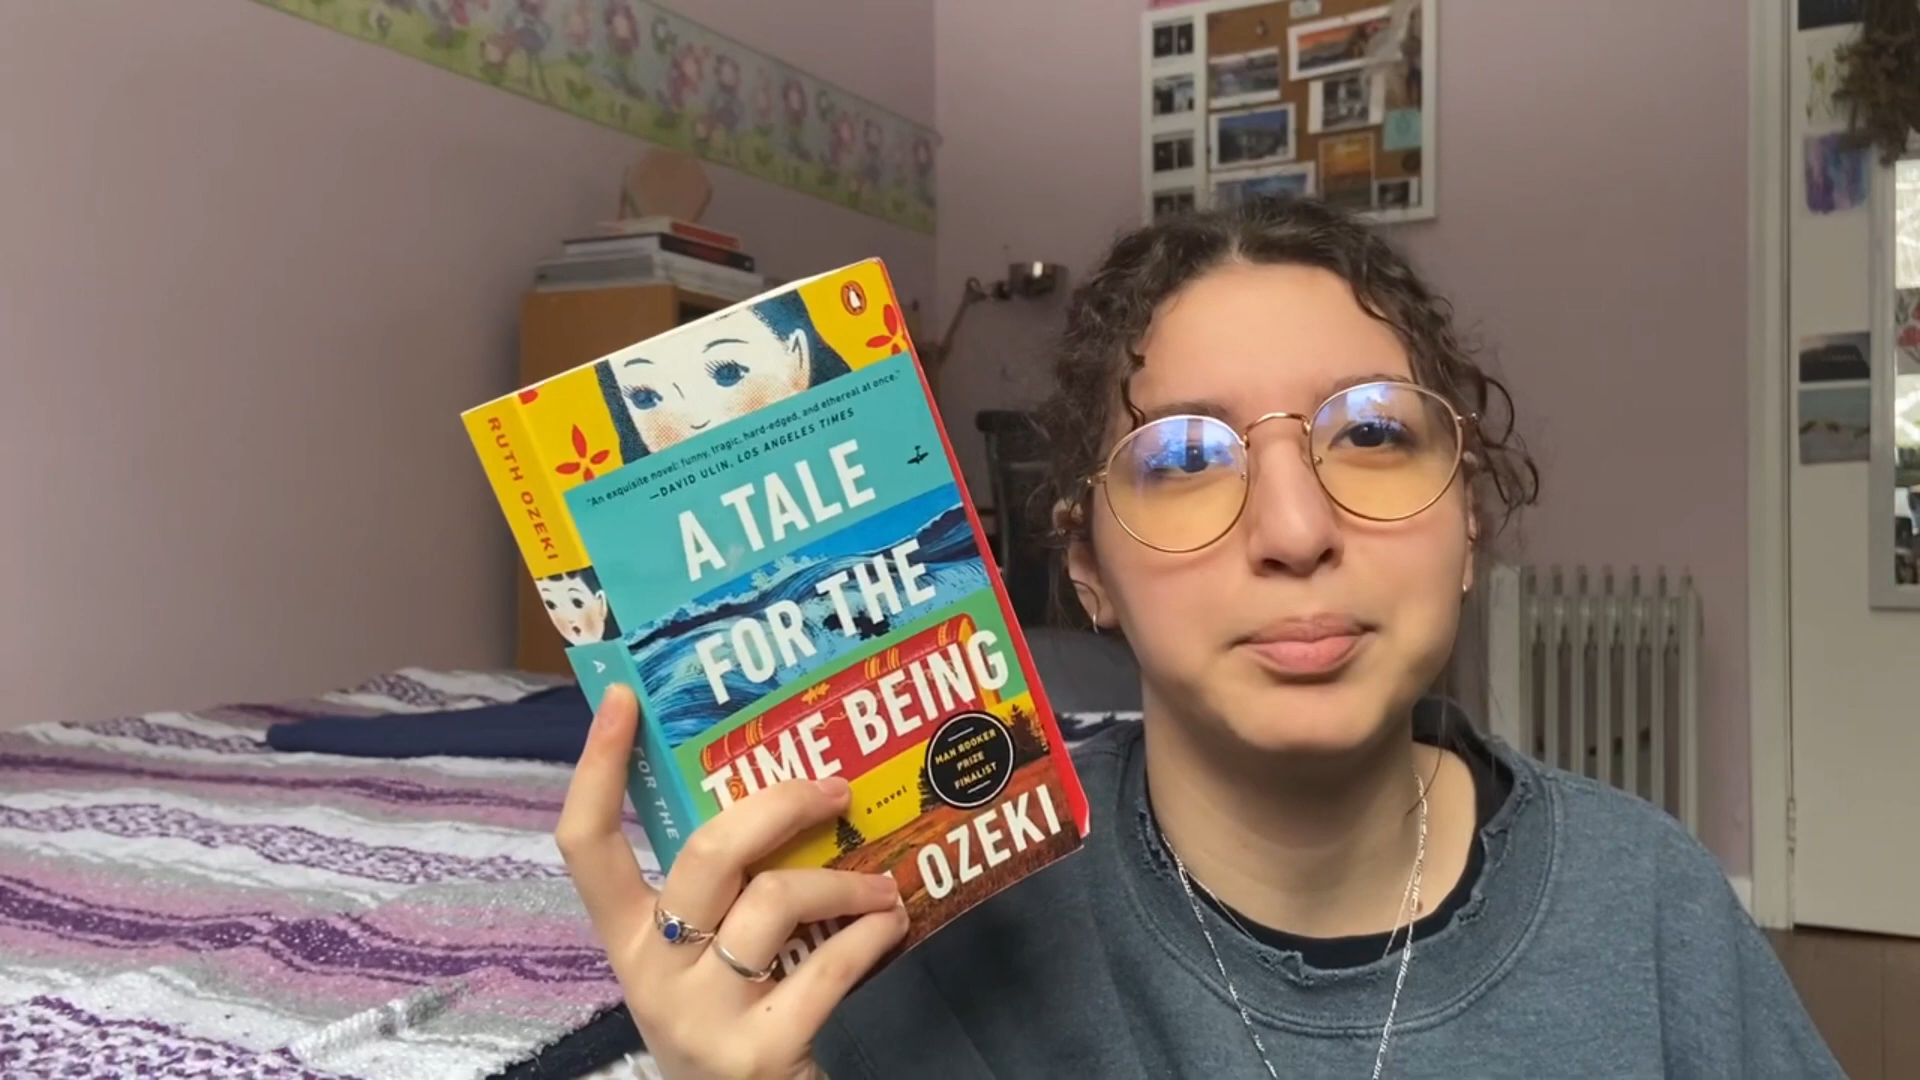 "An exquisite novel: funny, tragic, hard-edged, and ethereal at once."
—DAVID ULIN, LOS ANGELES TIMES
A TALE
FOR THE
TIME BEING
a novel
MAN BOOKER
PRIZE
FINALIST
OZEKI
RUTH OZEKI
A
FOR THE